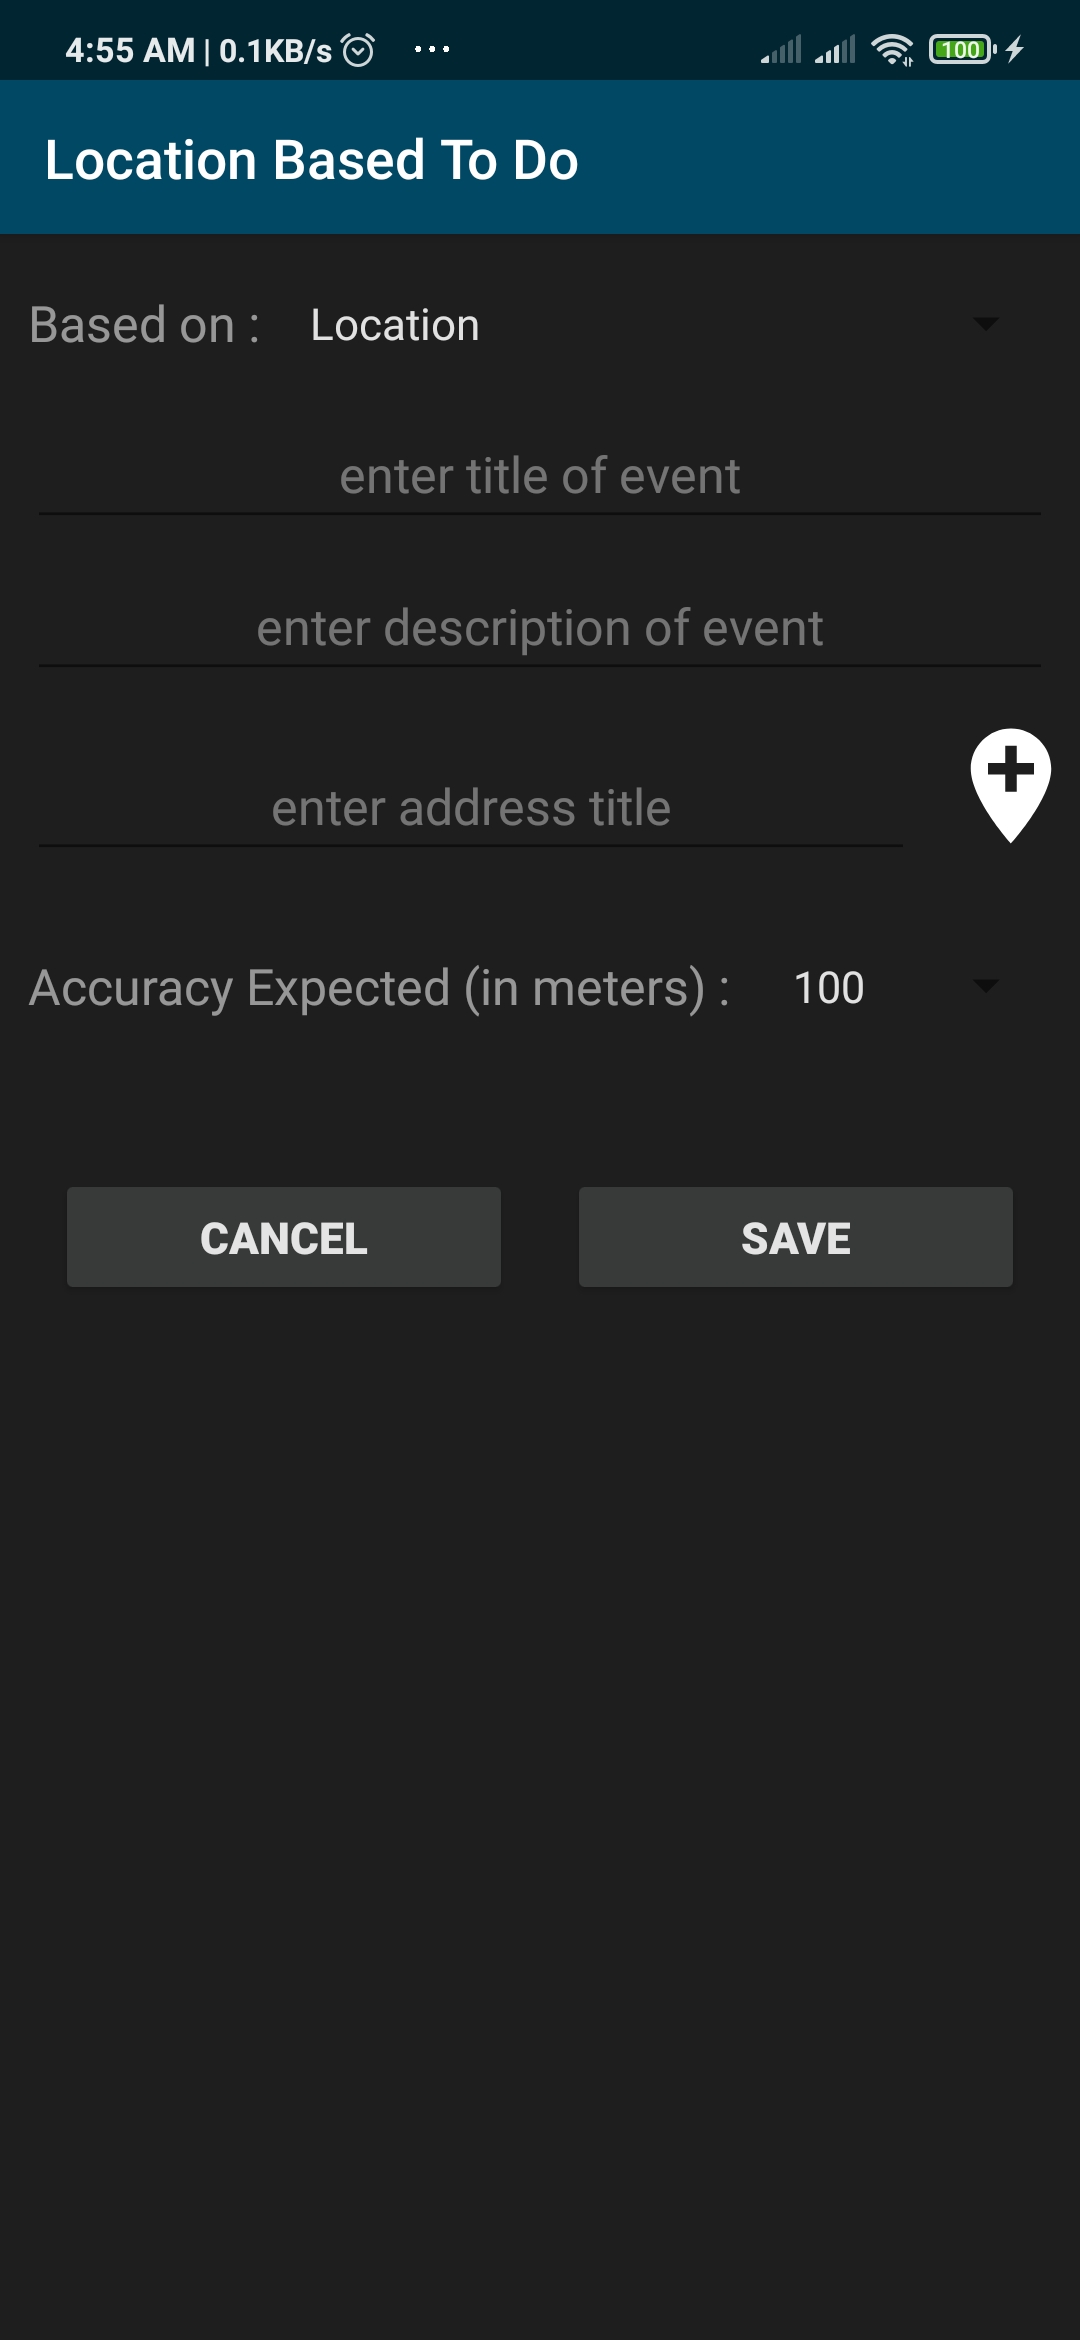 4:55 AM | 0.1KB/s ... 100
Location Based To Do
Based on : Location
enter title of event
enter description of event
enter address title
Accuracy Expected (in meters) : 100
CANCEL SAVE